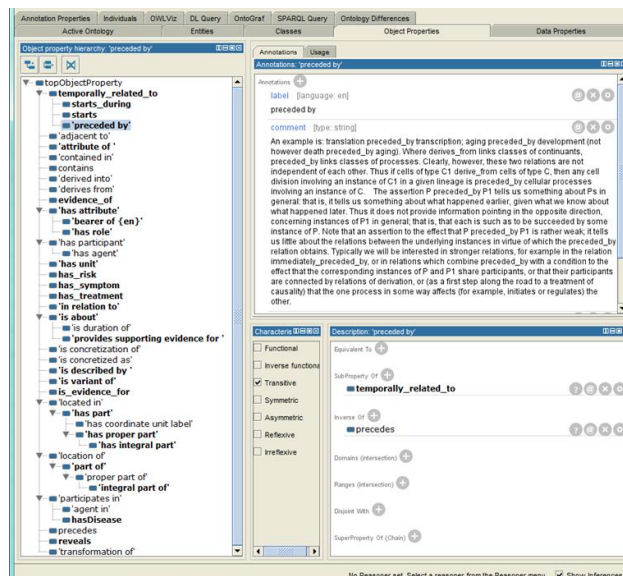 Annotation Properties Individuals OWLViz DL Query OntoGraf SPARQL Query Ontology Differences
Active Ontology Entities Classes Object Properties Data Properties
Object property hierarchy: 'preceded by'
topObjectProperty
temporally_related_to
starts_during
starts
'preceded by'
'adjacent to'
'attribute of '
'contained in'
contains
'derived into'
'derives from'
evidence_of
'has attribute'
'bearer of {en}'
'has role'
'has participant'
'has agent'
'has unit'
has_risk
has_symptom
has_treatment
'in relation to'
'is about'
'is duration of'
'provides supporting evidence for '
'is concretization of'
'is concretized as'
'is described by '
'is variant of'
is_evidence_for
'located in'
'has part'
'has coordinate unit label'
'has proper part'
'has integral part'
'location of'
'part of'
'proper part of'
'integral part of'
'participates in'
'agent in'
hasDisease
precedes
reveals
'transformation of'
Annotations Usage
Annotations: 'preceded by'
Annotations
label [language: en]
preceded by
comment [type: string]
An example is: translation preceded_by transcription; aging preceded_by development (not
however death preceded_by aging). Where derives_from links classes of continuants,
preceded_by links classes of processes. Clearly, however, these two relations are not
independent of each other. Thus if cells of type C1 derive_from cells of type C, then any cell
division involving an instance of C1 in a given lineage is preceded_by cellular processes
involving an instance of C. The assertion P preceded_by P1 tells us something about Ps in
general: that is, it tells us something about what happened earlier, given what we know about
what happened later. Thus it does not provide information pointing in the opposite direction,
concerning instances of P1 in general; that is, that each is such as to be succeeded by some
instance of P. Note that an assertion to the effect that P preceded_by P1 is rather weak; it tells
us little about the relations between the underlying instances in virtue of which the preceded_by
relation obtains. Typically we will be interested in stronger relations, for example in the relation
immediately_preceded_by, or in relations which combine preceded_by with a condition to the
effect that the corresponding instances of P and P1 share participants, or that their participants
are connected by relations of derivation, or (as a first step along the road to a treatment of
causality) that the one process in some way affects (for example, initiates or regulates) the
other.
Characteris
Functional
Inverse functiona
Transitive
Symmetric
Asymmetric
Reflexive
Irreflexive
Description: 'preceded by'
Equivalent To
SubProperty Of
temporally_related_to
Inverse Of
precedes
Domains (intersection)
Ranges (intersection)
Disjoint With
SuperProperty Of (Chain)
No Reasoner set. Select a reasoner from the Reasoner menu Show Inferences